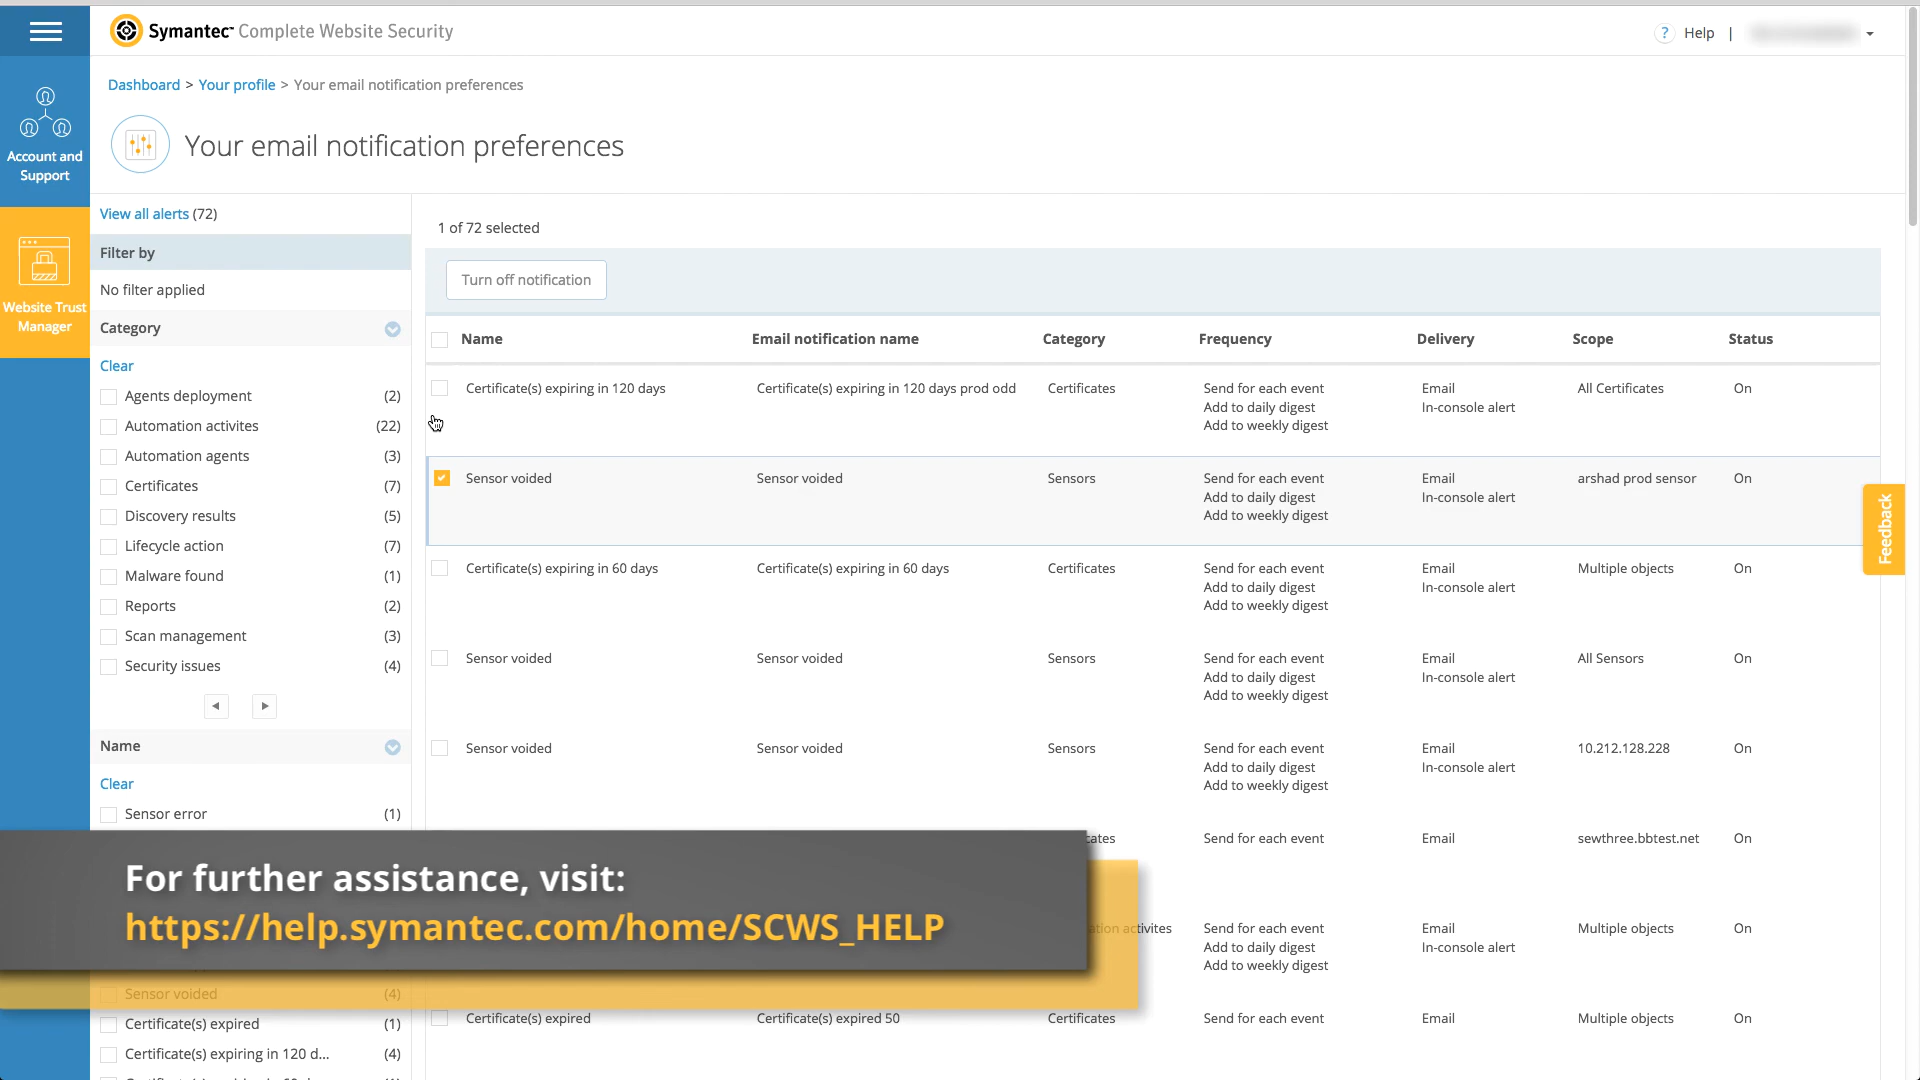 Symantec™ Complete Website Security
? Help |
Dashboard > Your profile > Your email notification preferences
Your email notification preferences
Account and
Support
Website Trust
Manager
View all alerts (72)
Filter by
No filter applied
Category
Clear
Agents deployment (2)
Automation activites (22)
Automation agents (3)
Certificates (7)
Discovery results (5)
Lifecycle action (7)
Malware found (1)
Reports (2)
Scan management (3)
Security issues (4)
Name
Clear
Sensor error (1)
Sensor voided (4)
Certificate(s) expired (1)
Certificate(s) expiring in 120 d... (4)
1 of 72 selected
Turn off notification
Name Email notification name Category Frequency Delivery Scope Status
Certificate(s) expiring in 120 days Certificate(s) expiring in 120 days prod odd Certificates Send for each event Email All Certificates On
Add to daily digest In-console alert
Add to weekly digest
Sensor voided Sensor voided Sensors Send for each event Email arshad prod sensor On
Add to daily digest In-console alert
Add to weekly digest
Certificate(s) expiring in 60 days Certificate(s) expiring in 60 days Certificates Send for each event Email Multiple objects On
Add to daily digest In-console alert
Add to weekly digest
Sensor voided Sensor voided Sensors Send for each event Email All Sensors On
Add to daily digest In-console alert
Add to weekly digest
Sensor voided Sensor voided Sensors Send for each event Email 10.212.128.228 On
Add to daily digest In-console alert
Add to weekly digest
cates Send for each event Email sewthree.bbtest.net On
ation activites Send for each event Email Multiple objects On
Add to daily digest In-console alert
Add to weekly digest
Certificate(s) expired Certificate(s) expired 50 Certificates Send for each event Email Multiple objects On
Feedback
For further assistance, visit:
https://help.symantec.com/home/SCWS_HELP